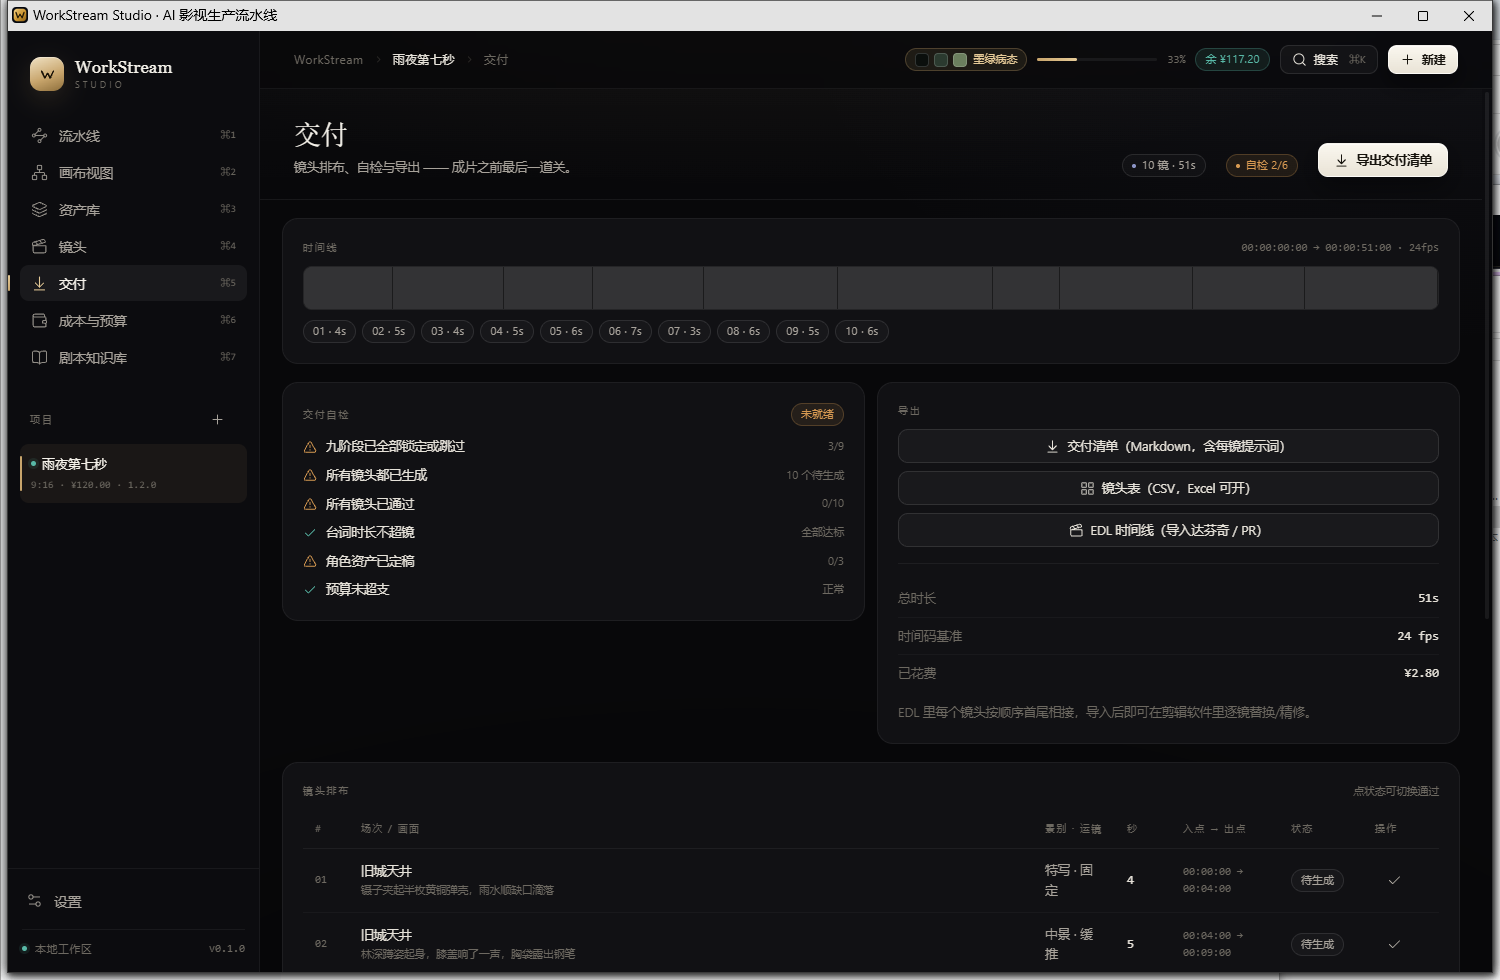 WorkStream Studio · AI 影视生产流水线
WorkStream
STUDIO
流水线 ⌘1
画布视图 ⌘2
资产库 ⌘3
镜头 ⌘4
交付 ⌘5
成本与预算 ⌘6
剧本知识库 ⌘7
项目
雨夜第七秒
9:16 · ¥120.00 · 1.2.0
设置
本地工作区 v0.1.0
WorkStream › 雨夜第七秒 › 交付
墨绿病态
33%
余 ¥117.20
搜索 ⌘K
新建
交付
镜头排布、自检与导出 —— 成片之前最后一道关。
10 镜 · 51s
自检 2/6
导出交付清单
时间线
00:00:00:00 → 00:00:51:00 · 24fps
01 · 4s 02 · 5s 03 · 4s 04 · 5s 05 · 6s 06 · 7s 07 · 3s 08 · 6s 09 · 5s 10 · 6s
交付自检 未就绪
九阶段已全部锁定或跳过 3/9
所有镜头都已生成 10 个待生成
所有镜头已通过 0/10
台词时长不超镜 全部达标
角色资产已定稿 0/3
预算未超支 正常
导出
交付清单（Markdown，含每镜提示词）
镜头表（CSV，Excel 可开）
EDL 时间线（导入达芬奇 / PR）
总时长 51s
时间码基准 24 fps
已花费 ¥2.80
EDL 里每个镜头按顺序首尾相接，导入后即可在剪辑软件里逐镜替换/精修。
镜头排布 点状态可切换通过
# 场次 / 画面 景别 · 运镜 秒 入点 → 出点 状态 操作
01 旧城天井 特写 · 固定 4 00:00:00 → 00:04:00 待生成
镊子夹起半枚黄铜弹壳，雨水顺缺口滴落
02 旧城天井 中景 · 缓推 5 00:04:00 → 00:09:00 待生成
林深蹲姿起身，膝盖响了一声，胸袋露出钢笔